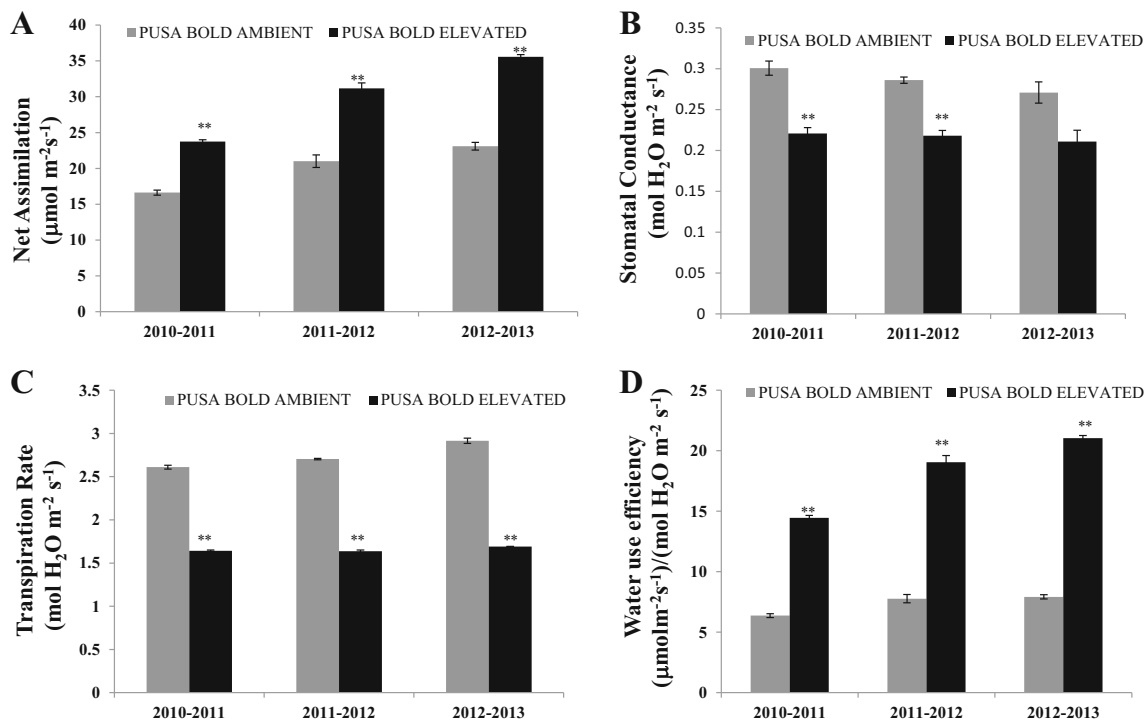 A
PUSA BOLD AMBIENT PUSA BOLD ELEVATED
Net Assimilation
(μmol m⁻²s⁻¹)
40
35
30
25
20
15
10
5
0
**
**
**
2010-2011 2011-2012 2012-2013
B
PUSA BOLD AMBIENT PUSA BOLD ELEVATED
Stomatal Conductance
(mol H₂O m⁻² s⁻¹)
0.35
0.3
0.25
0.2
0.15
0.1
0.05
0
**
**
2010-2011 2011-2012 2012-2013
C
PUSA BOLD AMBIENT PUSA BOLD ELEVATED
Transpiration Rate
(mol H₂O m⁻² s⁻¹)
3.5
3
2.5
2
1.5
1
0.5
0
**
**
**
2010-2011 2011-2012 2012-2013
D
PUSA BOLD AMBIENT PUSA BOLD ELEVATED
Water use efficiency
(μmolm⁻²s⁻¹)/(mol H₂O m⁻² s⁻¹)
25
20
15
10
5
0
**
**
**
2010-2011 2011-2012 2012-2013